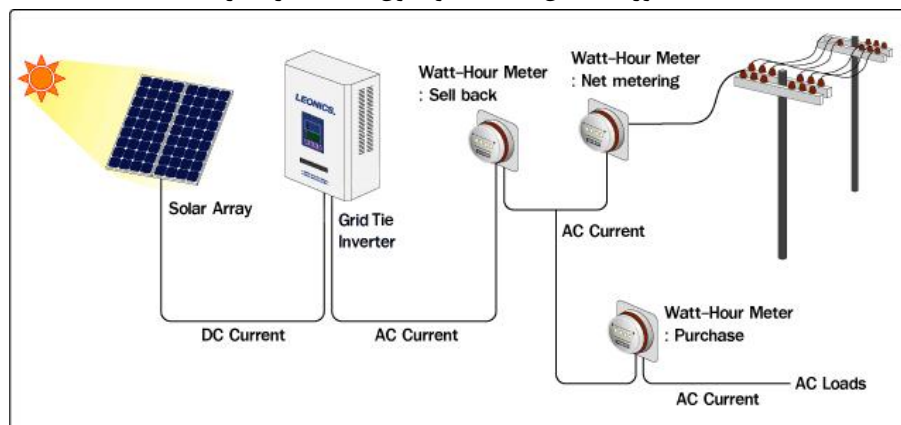 Watt-Hour Meter
: Sell back
Watt-Hour Meter
: Net metering
LEONICS.
Solar Array
Grid Tie
Inverter
AC Current
DC Current
AC Current
Watt-Hour Meter
: Purchase
AC Loads
AC Current